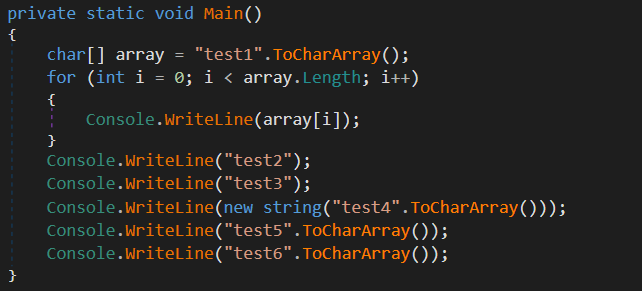 private static void Main()
{
char[] array = "test1".ToCharArray();
for (int i = 0; i < array.Length; i++)
{
Console.WriteLine(array[i]);
}
Console.WriteLine("test2");
Console.WriteLine("test3");
Console.WriteLine(new string("test4".ToCharArray()));
Console.WriteLine("test5".ToCharArray());
Console.WriteLine("test6".ToCharArray());
}